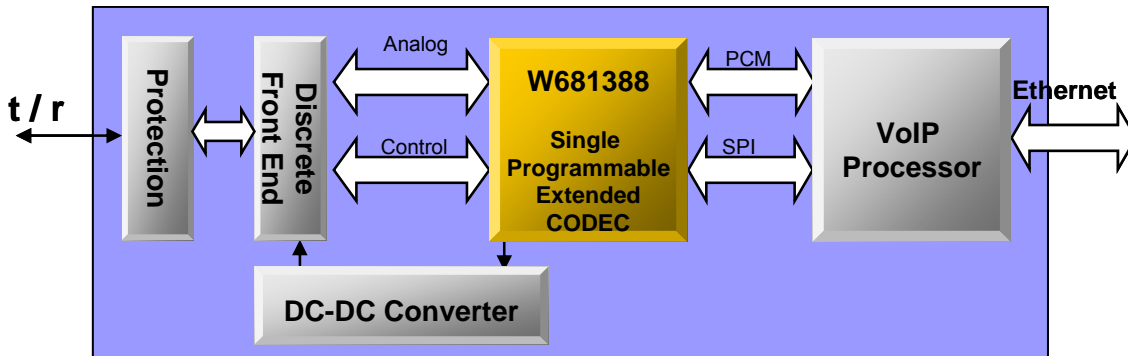 t / r
Protection
Discrete
Front End
Analog
Control
W681388
Single
Programmable
Extended
CODEC
PCM
SPI
VoIP
Processor
Ethernet
DC-DC Converter